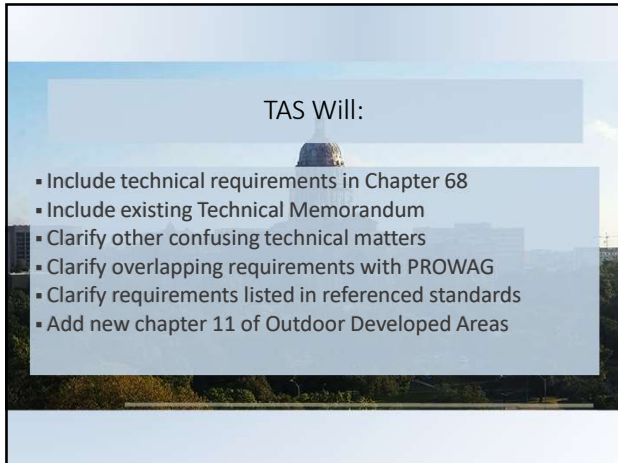 TAS Will:
▪ Include technical requirements in Chapter 68
▪ Include existing Technical Memorandum
▪ Clarify other confusing technical matters
▪ Clarify overlapping requirements with PROWAG
▪ Clarify requirements listed in referenced standards
▪ Add new chapter 11 of Outdoor Developed Areas